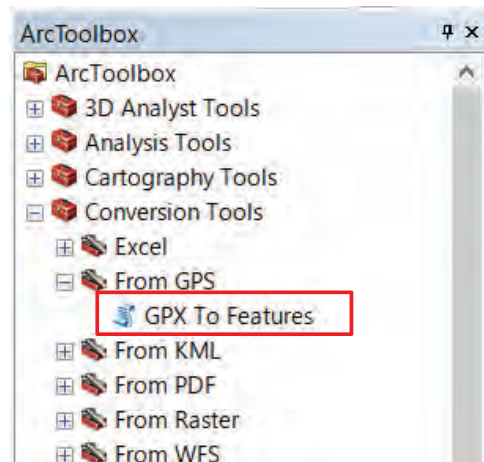 ArcToolbox
ArcToolbox
3D Analyst Tools
Analysis Tools
Cartography Tools
Conversion Tools
Excel
From GPS
GPX To Features
From KML
From PDF
From Raster
From WFS